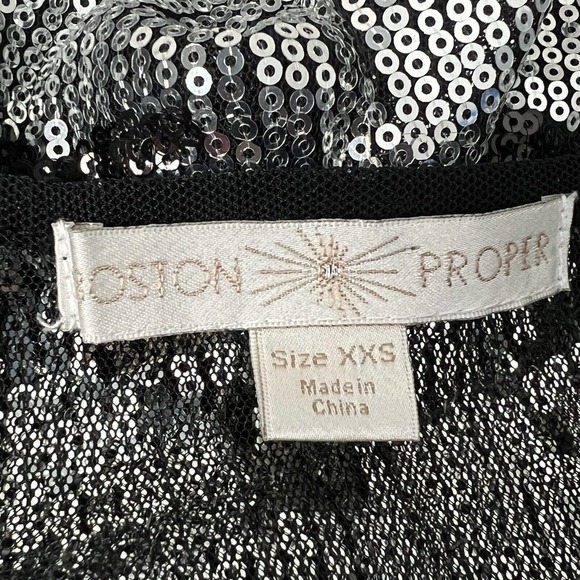 BOSTON PROPER
Size XXS
Made in
China